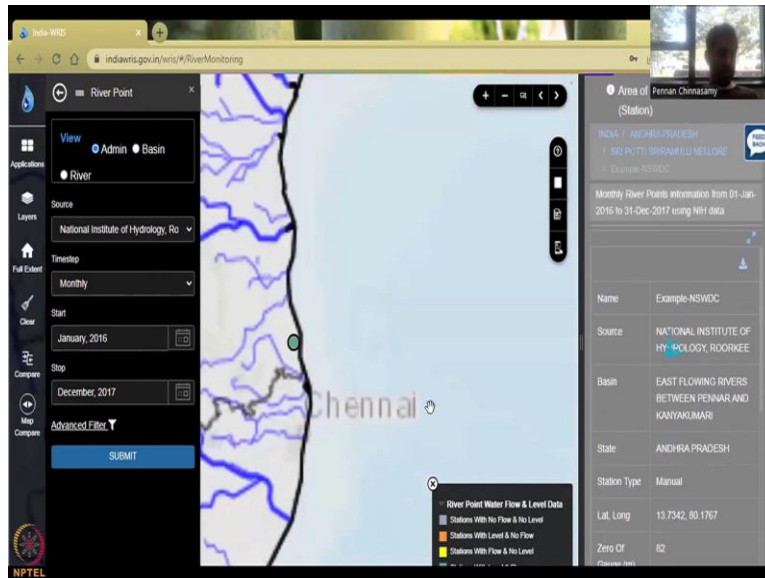 India-WRIS
indiawris.gov.in/wris/#/RiverMonitoring
Pennan Chinnasamy
River Point
View
Admin
Basin
River
Source
National Institute of Hydrology, Ro
Timestep
Monthly
Start
January, 2016
Stop
December, 2017
Advanced Filter
SUBMIT
Applications
Layers
Full Extent
Clear
Compare
Map
Compare
NPTEL
Chennai
River Point Water Flow & Level Data
Stations With No Flow & No Level
Stations With Level & No Flow
Stations With Flow & No Level
Area of
(Station)
FEED
BACK
INDIA / ANDHRA PRADESH
/ SRI POTTI SRIRAMULU NELLORE
/ Example-NSWDC
Monthly River Points information from 01-Jan-
2016 to 31-Dec-2017 using NIH data
Name Example-NSWDC
Source NATIONAL INSTITUTE OF
HYDROLOGY, ROORKEE
Basin EAST FLOWING RIVERS
BETWEEN PENNAR AND
KANYAKUMARI
State ANDHRA PRADESH
Station Type Manual
Lat, Long 13.7342, 80.1767
Zero Of 82
Gauge (m)